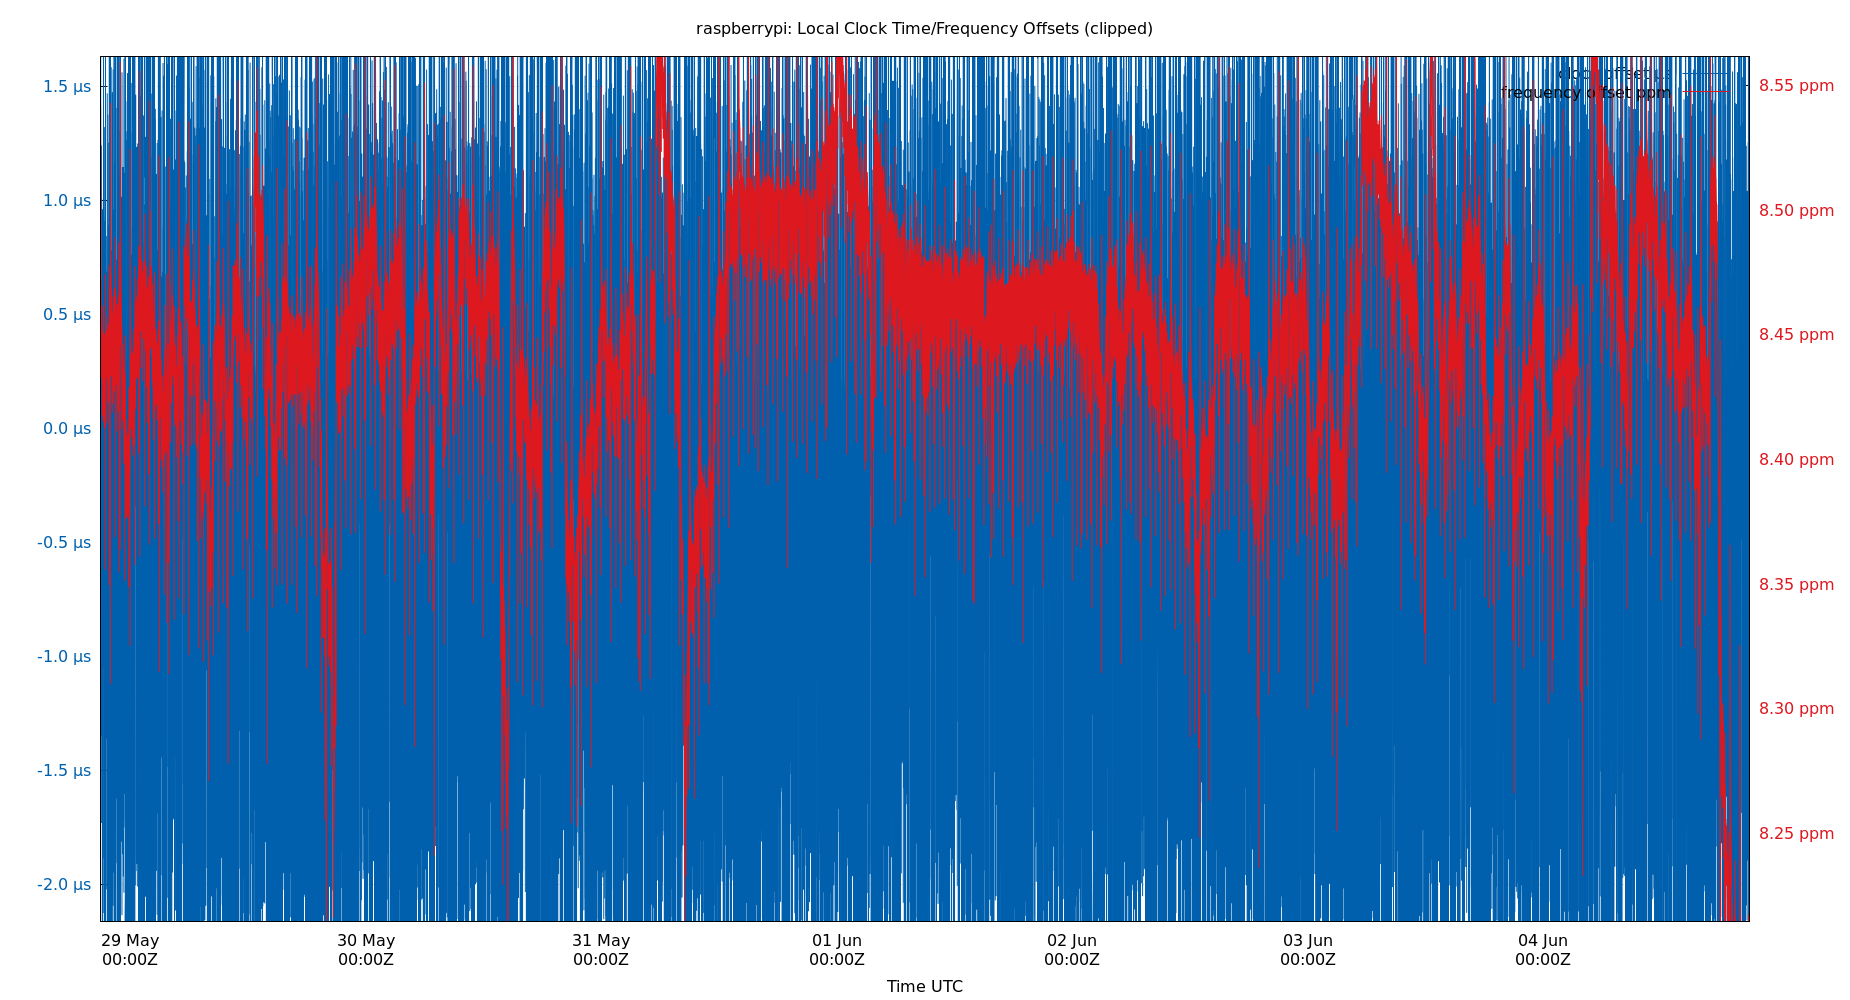 raspberrypi: Local Clock Time/Frequency Offsets (clipped)
clock offset µs
frequency offset ppm
1.5 µs
1.0 µs
0.5 µs
0.0 µs
-0.5 µs
-1.0 µs
-1.5 µs
-2.0 µs
8.55 ppm
8.50 ppm
8.45 ppm
8.40 ppm
8.35 ppm
8.30 ppm
8.25 ppm
29 May
00:00Z
30 May
00:00Z
31 May
00:00Z
01 Jun
00:00Z
02 Jun
00:00Z
03 Jun
00:00Z
04 Jun
00:00Z
Time UTC